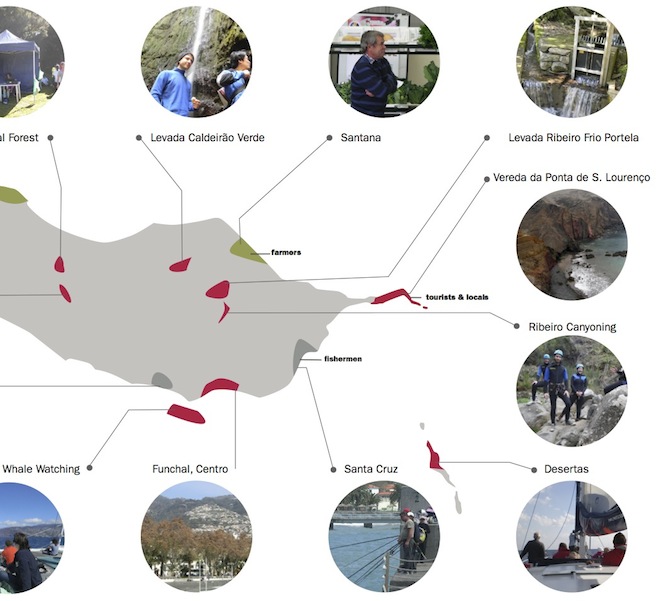 al Forest
Levada Caldeirão Verde
Santana
Levada Ribeiro Frio Portela
Vereda da Ponta de S. Lourenço
farmers
tourists & locals
Ribeiro Canyoning
fishermen
Whale Watching
Funchal, Centro
Santa Cruz
Desertas